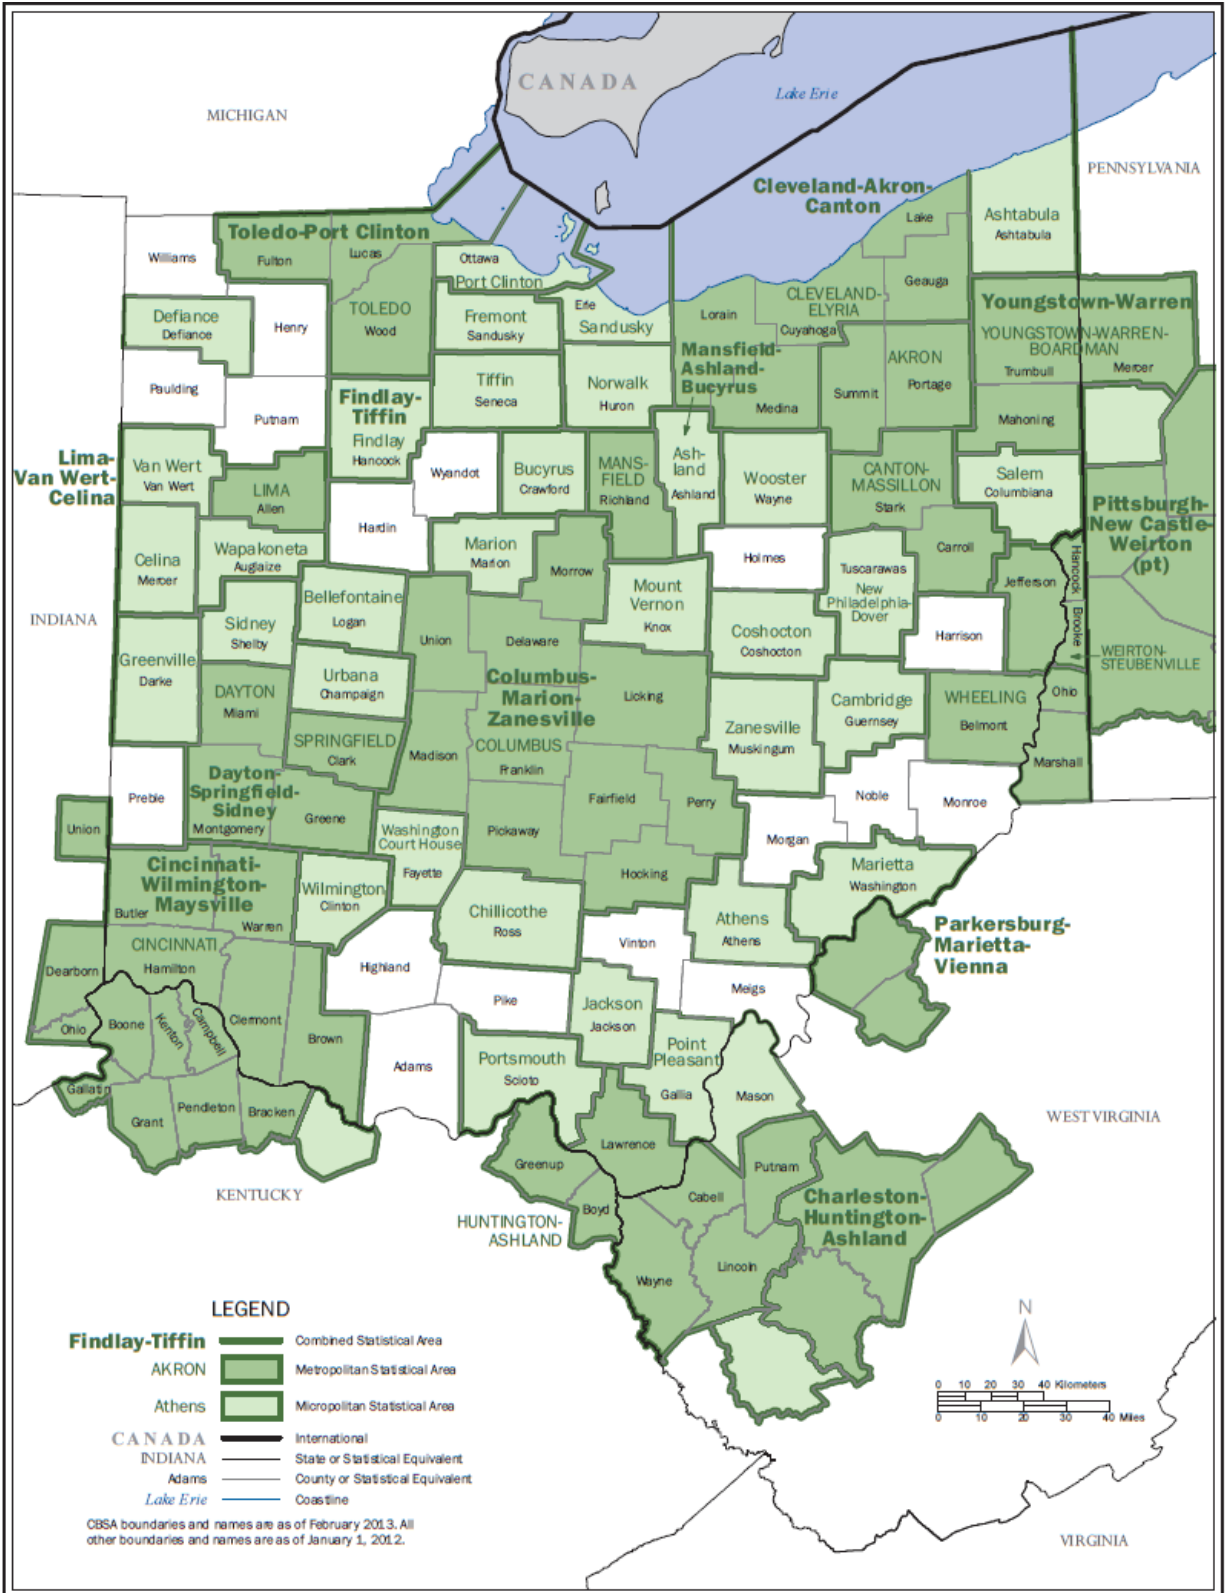 CANADA
Lake Erie
MICHIGAN
PENNSYLVANIA
Cleveland-Akron-
Canton
Lake
Ashtabula
Ashtabula
Toledo-Port Clinton
Williams
Fulton
Lucas
Ottawa
Port Clinton
Geauga
TOLEDO
Wood
Defiance
Defiance
Henry
Fremont
Sandusky
Erie
Sandusky
Lorain
CLEVELAND-
ELYRIA
Cuyahoga
Youngstown-Warren
YOUNGSTOWN-WARREN-
BOARDMAN
Trumbull
Mercer
Mansfield-
Ashland-
Bucyrus
AKRON
Portage
Summit
Medina
Mahoning
Paulding
Putnam
Findlay-
Tiffin
Findlay
Hancock
Tiffin
Seneca
Norwalk
Huron
Lima-
Van Wert-
Celina
Van Wert
Van Wert
LIMA
Allen
Wyandot
Bucyrus
Crawford
MANS-
FIELD
Richland
Ash-
land
Ashland
Wooster
Wayne
CANTON-
MASSILLON
Stark
Salem
Columbiana
Pittsburgh-
New Castle-
Weirton
(pt)
Hardin
Celina
Mercer
Wapakoneta
Auglaize
Marion
Marion
Morrow
Holmes
Carroll
Tuscarawas
New
Philadelphia-
Dover
Jefferson
Hancock
Brooke
WEIRTON-
STEUBENVILLE
INDIANA
Bellefontaine
Logan
Sidney
Shelby
Union
Delaware
Mount
Vernon
Knox
Coshocton
Coshocton
Harrison
Greenville
Darke
DAYTON
Miami
Urbana
Champaign
Columbus-
Marion-
Zanesville
COLUMBUS
Franklin
Licking
Zanesville
Muskingum
Cambridge
Guernsey
WHEELING
Belmont
Ohio
Marshall
SPRINGFIELD
Clark
Madison
Dayton-
Springfield-
Sidney
Montgomery
Greene
Preble
Union
Fairfield
Perry
Noble
Monroe
Morgan
Washington
Court House
Fayette
Pickaway
Hocking
Marietta
Washington
Cincinnati-
Wilmington-
Maysville
Butler
Warren
Wilmington
Clinton
Chillicothe
Ross
Athens
Athens
Vinton
Parkersburg-
Marietta-
Vienna
CINCINNATI
Hamilton
Dearborn
Highland
Pike
Meigs
Ohio
Boone
Kenton
Campbell
Clermont
Brown
Jackson
Jackson
Adams
Portsmouth
Scioto
Point
Pleasant
Gallia
Mason
Gallatin
Grant
Pendleton
Bracken
Lawrence
WEST VIRGINIA
Greenup
Putnam
KENTUCKY
HUNTINGTON-
ASHLAND
Boyd
Cabell
Charleston-
Huntington-
Ashland
Wayne
Lincoln
LEGEND
Findlay-Tiffin Combined Statistical Area
AKRON Metropolitan Statistical Area
Athens Micropolitan Statistical Area
CANADA International
INDIANA State or Statistical Equivalent
Adams County or Statistical Equivalent
Lake Erie Coastline
CBSA boundaries and names are as of February 2013. All
other boundaries and names are as of January 1, 2012.
N
0 10 20 30 40 Kilometers
0 10 20 30 40 Miles
VIRGINIA